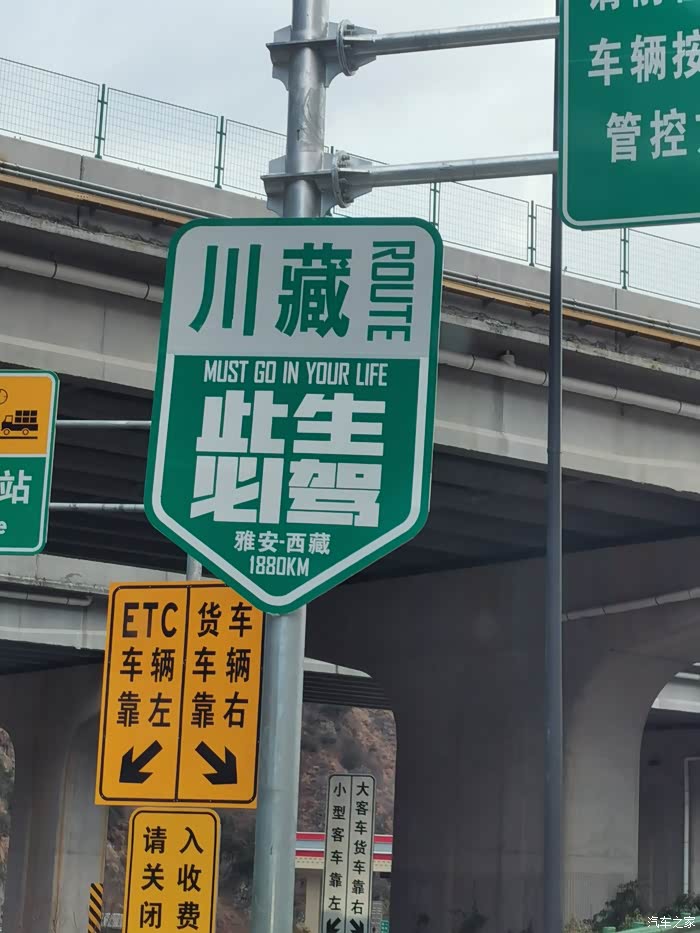 车辆按
管控
川藏
ROUTE
MUST GO IN YOUR LIFE
此生
必驾
雅安-西藏
1880KM
站
e
ETC
车辆
靠左
货车
车辆
靠右
请关闭
入收费
小型客车靠左
大客车货车靠右
汽车之家